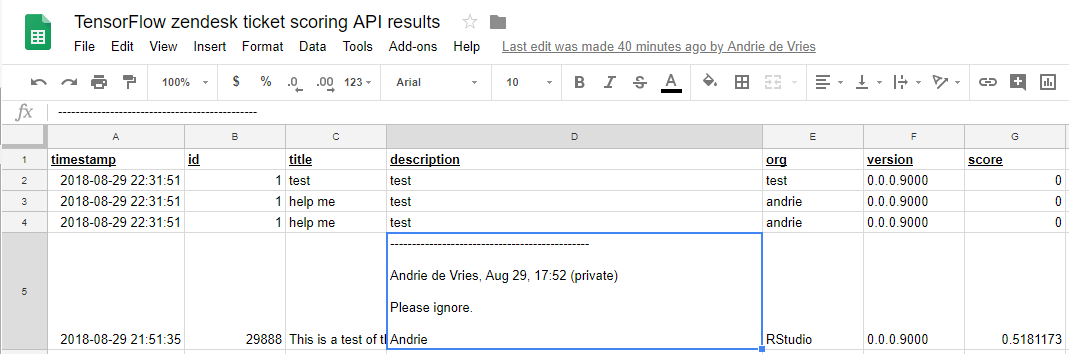 TensorFlow zendesk ticket scoring API results
File Edit View Insert Format Data Tools Add-ons Help Last edit was made 40 minutes ago by Andrie de Vries
100% $ % .0 .00 123 Arial 10 B I S A
fx -----------------------------------------------
A B C D E F G
1 timestamp id title description org version score
2 2018-08-29 22:31:51 1 test test test 0.0.0.9000 0
3 2018-08-29 22:31:51 1 help me test andrie 0.0.0.9000 0
4 2018-08-29 22:31:51 1 help me test andrie 0.0.0.9000 0
-----------------------------------------------
Andrie de Vries, Aug 29, 17:52 (private)
5
Please ignore.
2018-08-29 21:51:35 29888 This is a test of Andrie RStudio 0.0.0.9000 0.5181173